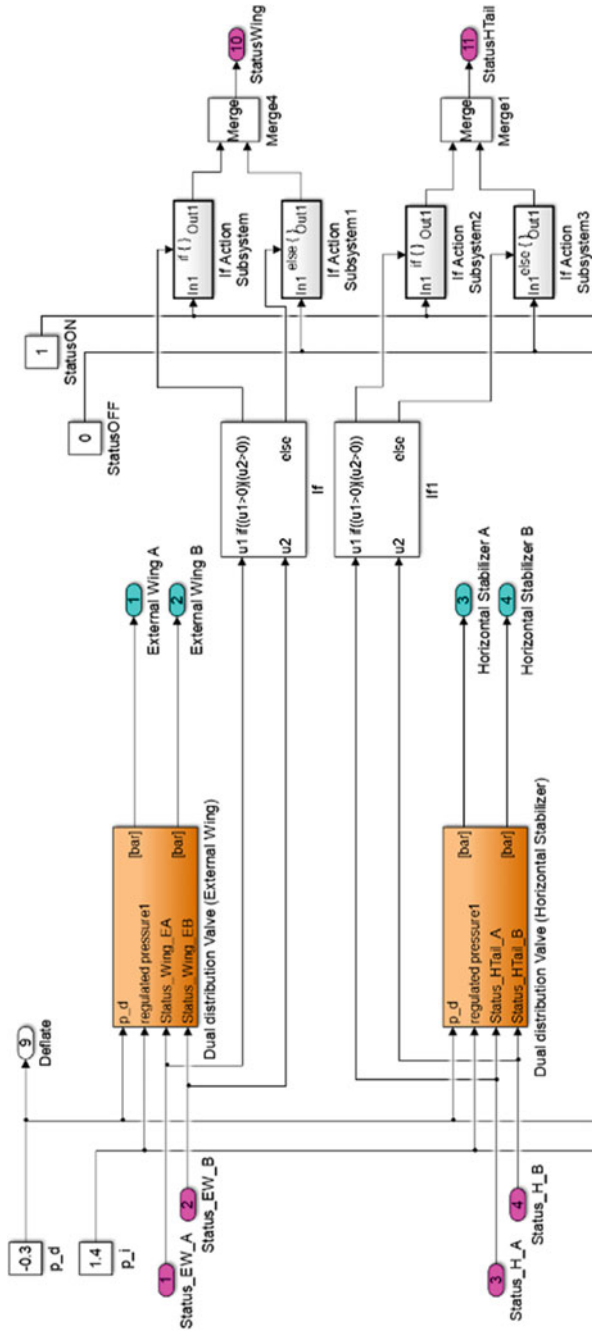 -0.3
p_d
9
Deflate
1.4
p_i
1
Status_EW_A
2
Status_EW_B
p_d
regulated pressure1
Status_Wing_EA
Status_Wing_EB
[bar]
[bar]
Dual distribution Valve (External Wing)
1
External Wing A
2
External Wing B
0
StatusOFF
1
StatusON
u1 if((u1>0)|(u2>0))
u2
else
If
In1
if { }
Out1
If Action
Subsystem
In1
else { }
Out1
If Action
Subsystem1
Merge
Merge4
10
StatusWing
3
Status_H_A
4
Status_H_B
p_d
regulated pressure1
Status_HTail_A
Status_HTail_B
[bar]
[bar]
Dual distribution Valve (Horizontal Stabilizer)
3
Horizontal Stabilizer A
4
Horizontal Stabilizer B
u1 if((u1>0)|(u2>0))
u2
else
If1
In1
if { }
Out1
If Action
Subsystem2
In1
else { }
Out1
If Action
Subsystem3
Merge
Merge1
11
StatusHTail